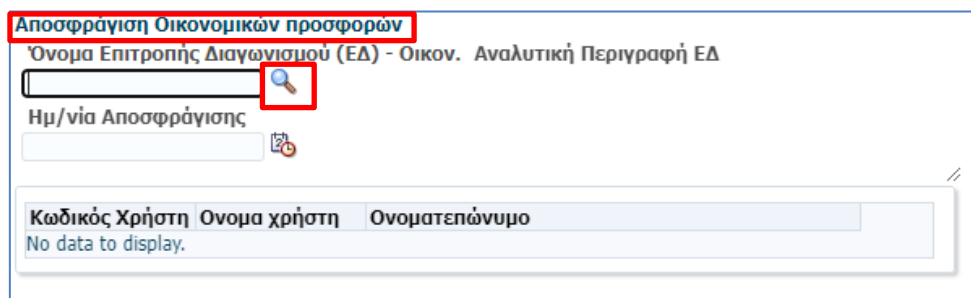 Αποσφράγιση Οικονομικών προσφορών
Όνομα Επιτροπής Διαγωνισμού (ΕΔ) - Οικον. Αναλυτική Περιγραφή ΕΔ
Ημ/νία Αποσφράγισης
Κωδικός Χρήστη Ονομα χρήστη Ονοματεπώνυμο
No data to display.